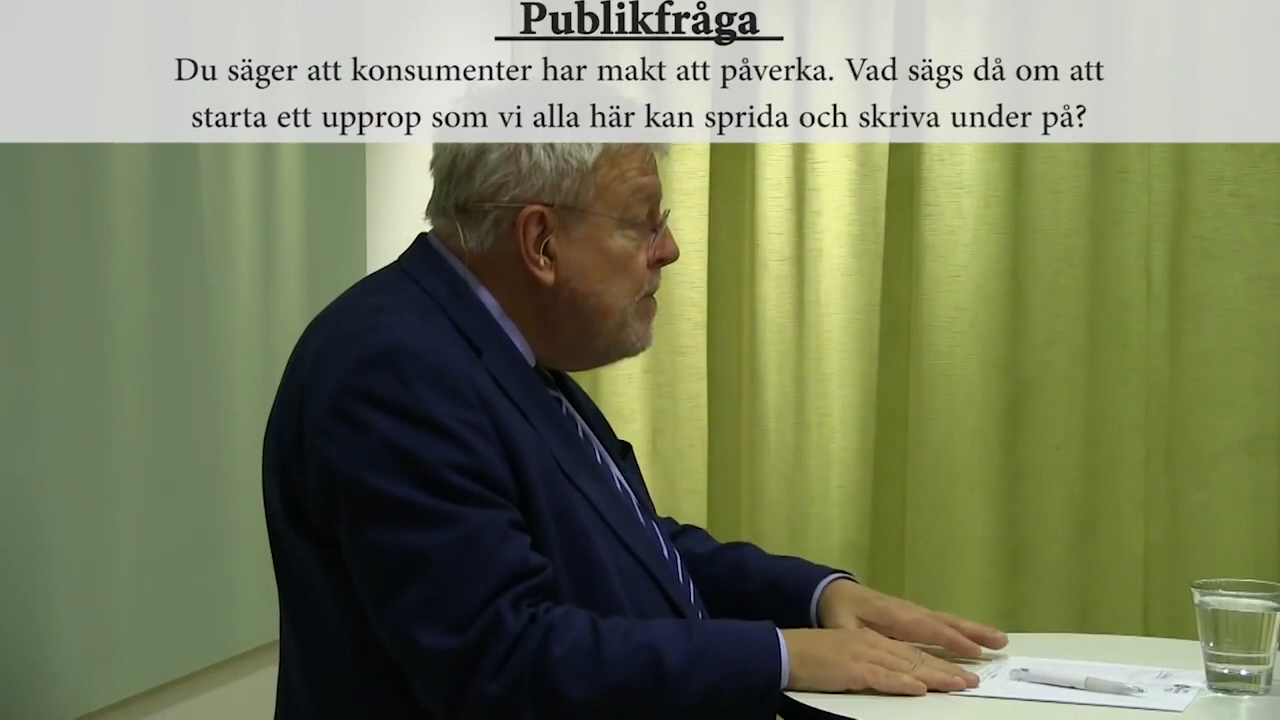 Publikfråga
Du säger att konsumenter har makt att påverka. Vad sägs då om att
starta ett upprop som vi alla här kan sprida och skriva under på?